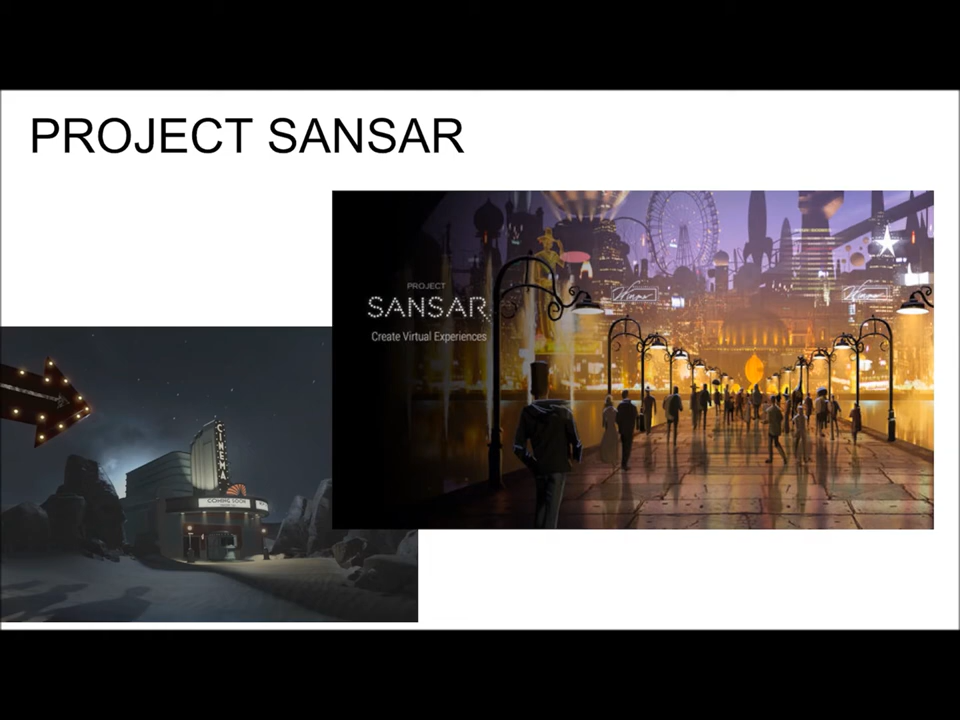 PROJECT SANSAR
PROJECT
SANSAR
Create Virtual Experiences
CINEMA
COMING SOON